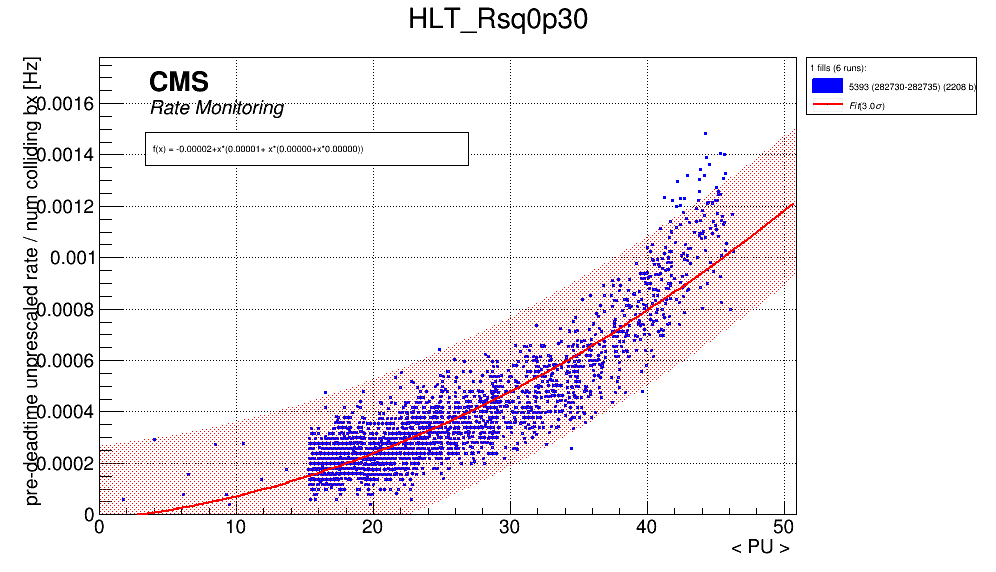 HLT_Rsq0p30
pre-deadtime unprescaled rate / num colliding bx [Hz]
CMS
Rate Monitoring
f(x) = -0.00002+x*(0.00001+ x*(0.00000+x*0.00000))
0.0016
0.0014
0.0012
0.001
0.0008
0.0006
0.0004
0.0002
0
0 10 20 30 40 50
< PU >
1 fills (6 runs):
5393 (282730-282735) (2208 b)
Fit(3.0σ)